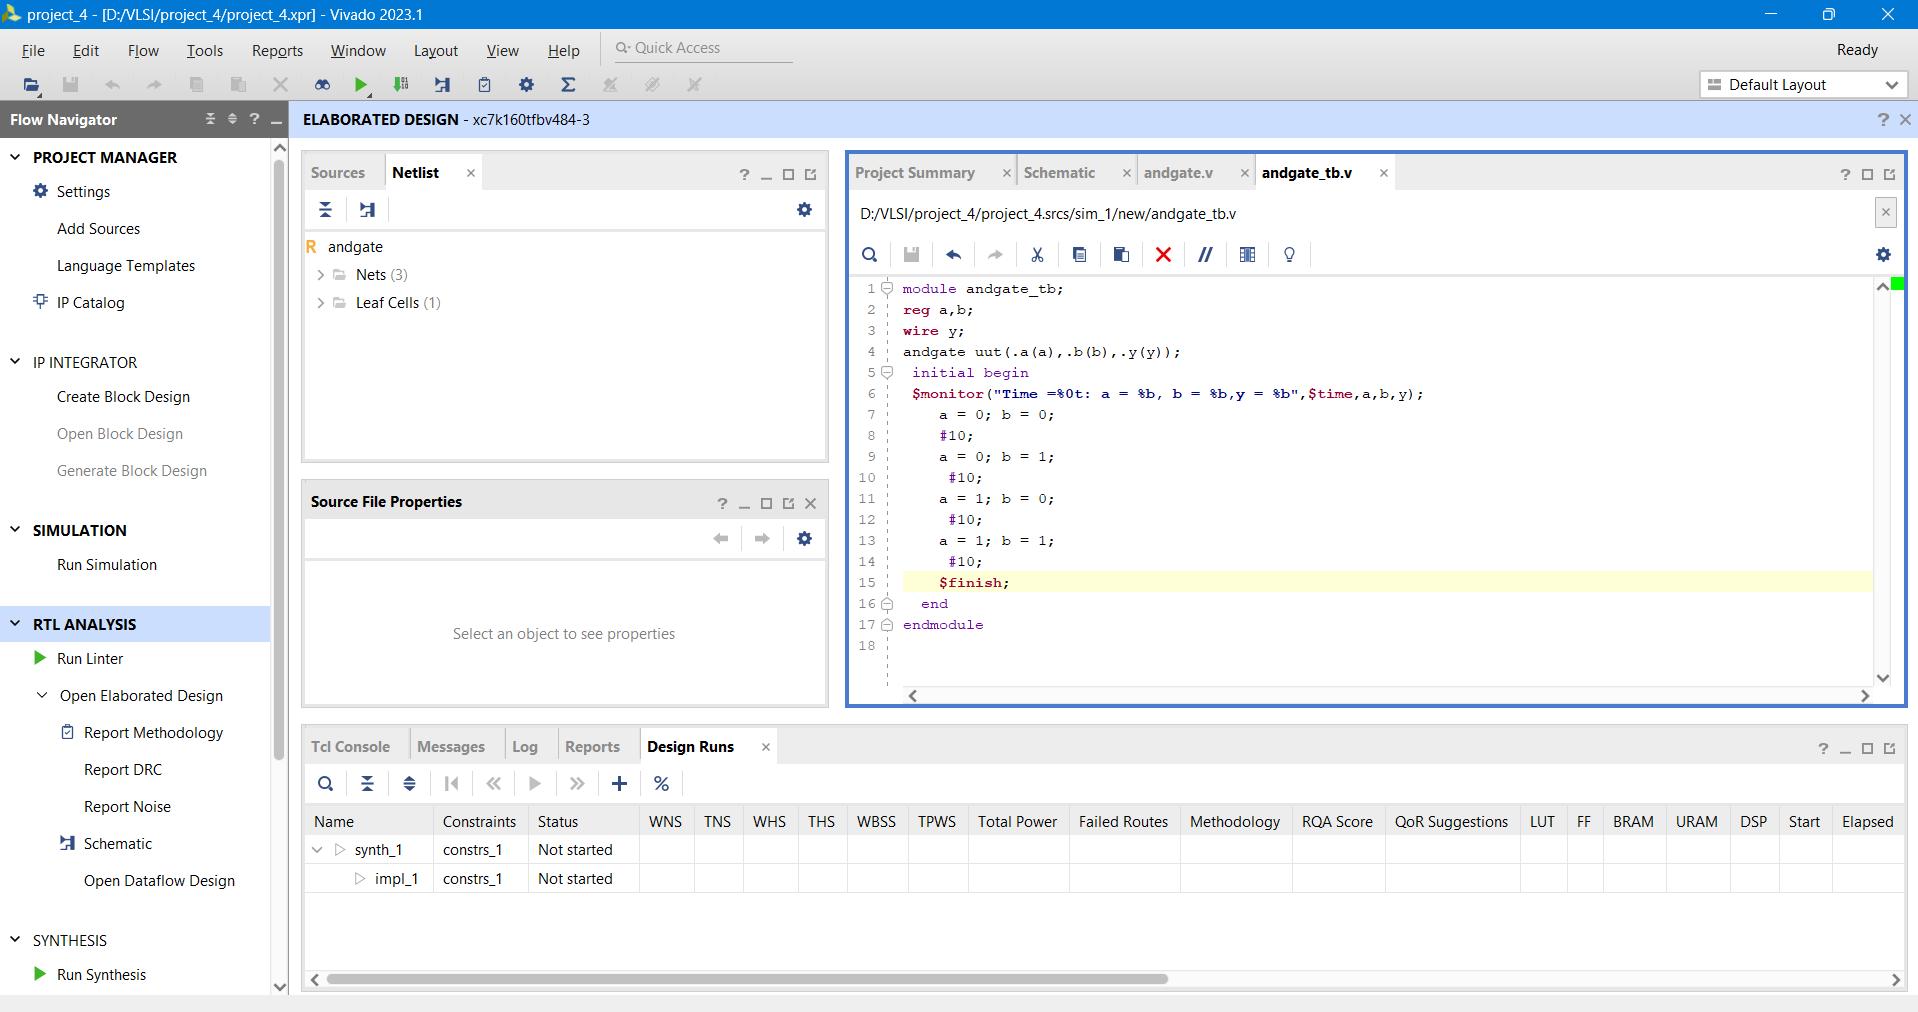 project_4 - [D:/VLSI/project_4/project_4.xpr] - Vivado 2023.1
File Edit Flow Tools Reports Window Layout View Help Quick Access Ready
Default Layout
Flow Navigator
ELABORATED DESIGN - xc7k160tfbv484-3
PROJECT MANAGER
Settings
Add Sources
Language Templates
IP Catalog
IP INTEGRATOR
Create Block Design
Open Block Design
Generate Block Design
SIMULATION
Run Simulation
RTL ANALYSIS
Run Linter
Open Elaborated Design
Report Methodology
Report DRC
Report Noise
Schematic
Open Dataflow Design
SYNTHESIS
Run Synthesis
Sources Netlist
R andgate
Nets (3)
Leaf Cells (1)
Source File Properties
Select an object to see properties
Project Summary Schematic andgate.v andgate_tb.v
D:/VLSI/project_4/project_4.srcs/sim_1/new/andgate_tb.v
1 module andgate_tb;
2 reg a,b;
3 wire y;
4 andgate uut(.a(a),.b(b),.y(y));
5 initial begin
6 $monitor("Time =%0t: a = %b, b = %b,y = %b",$time,a,b,y);
7 a = 0; b = 0;
8 #10;
9 a = 0; b = 1;
10 #10;
11 a = 1; b = 0;
12 #10;
13 a = 1; b = 1;
14 #10;
15 $finish;
16 end
17 endmodule
18
Tcl Console Messages Log Reports Design Runs
Name Constraints Status WNS TNS WHS THS WBSS TPWS Total Power Failed Routes Methodology RQA Score QoR Suggestions LUT FF BRAM URAM DSP Start Elapsed
synth_1 constrs_1 Not started
impl_1 constrs_1 Not started